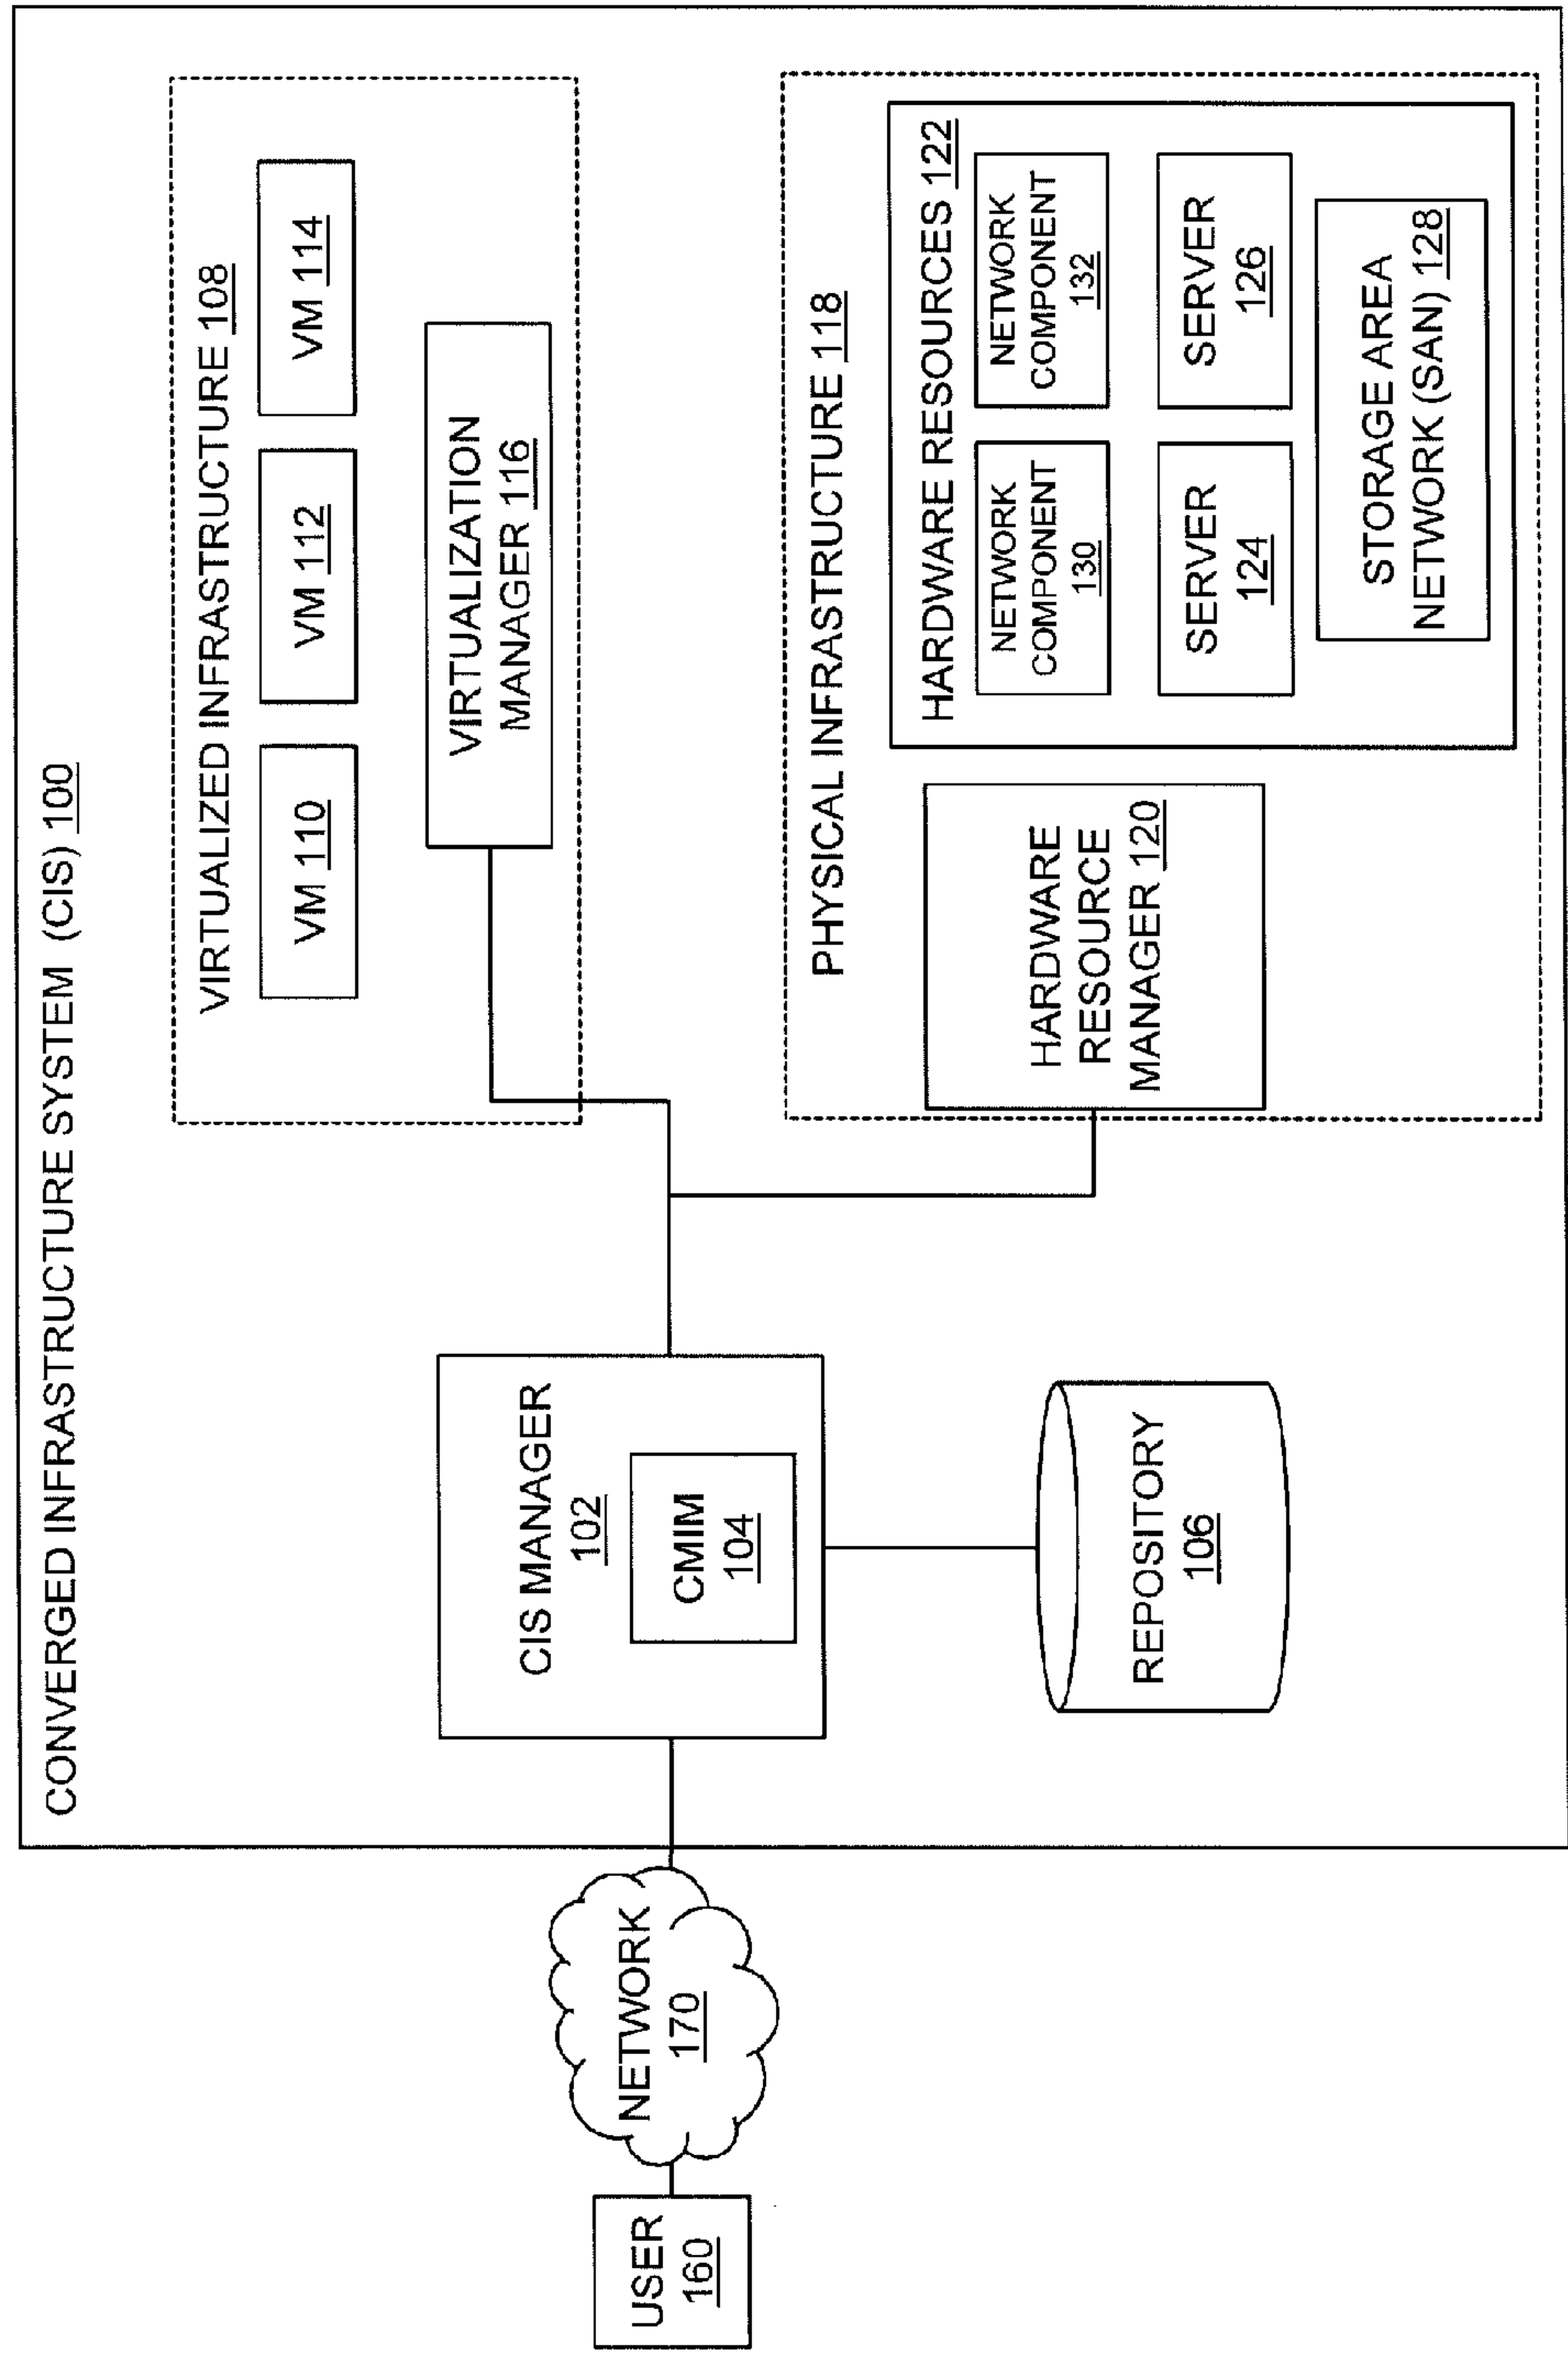 CONVERGED INFRASTRUCTURE SYSTEM (CIS) 100
USER
160
NETWORK
170
CIS MANAGER
102
CMIM
104
REPOSITORY
106
VIRTUALIZED INFRASTRUCTURE 108
VM 110
VM 112
VM 114
VIRTUALIZATION
MANAGER 116
PHYSICAL INFRASTRUCTURE 118
HARDWARE
RESOURCE
MANAGER 120
HARDWARE RESOURCES 122
NETWORK
COMPONENT
130
NETWORK
COMPONENT
132
SERVER
124
SERVER
126
STORAGE AREA
NETWORK (SAN) 128